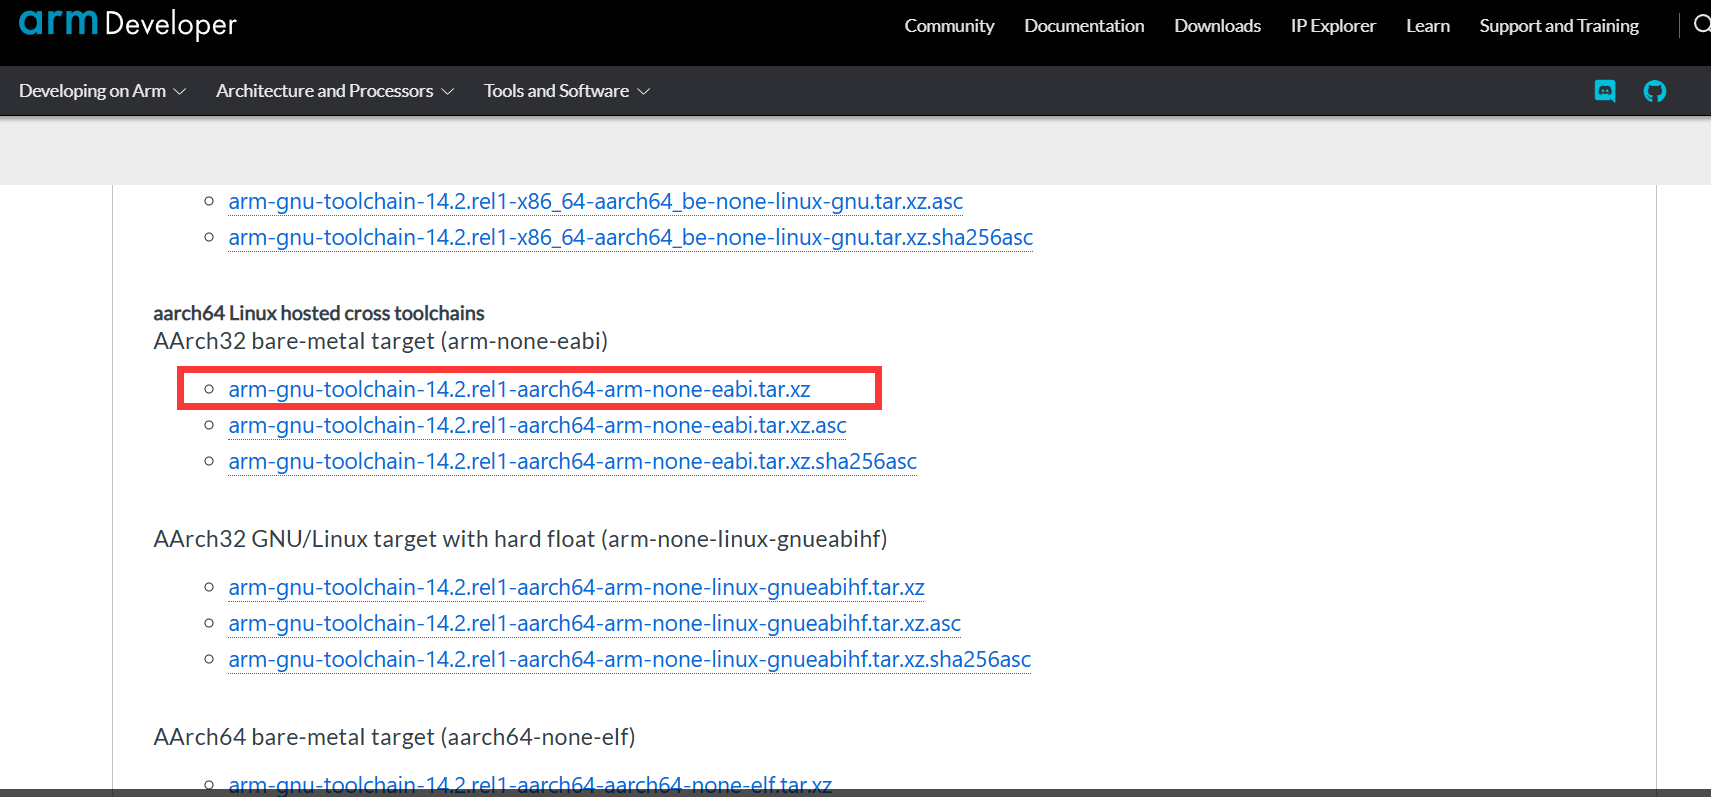 arm Developer
Community Documentation Downloads IP Explorer Learn Support and Training
Developing on Arm Architecture and Processors Tools and Software
arm-gnu-toolchain-14.2.rel1-x86_64-aarch64_be-none-linux-gnu.tar.xz.asc
arm-gnu-toolchain-14.2.rel1-x86_64-aarch64_be-none-linux-gnu.tar.xz.sha256asc
aarch64 Linux hosted cross toolchains
AArch32 bare-metal target (arm-none-eabi)
arm-gnu-toolchain-14.2.rel1-aarch64-arm-none-eabi.tar.xz
arm-gnu-toolchain-14.2.rel1-aarch64-arm-none-eabi.tar.xz.asc
arm-gnu-toolchain-14.2.rel1-aarch64-arm-none-eabi.tar.xz.sha256asc
AArch32 GNU/Linux target with hard float (arm-none-linux-gnueabihf)
arm-gnu-toolchain-14.2.rel1-aarch64-arm-none-linux-gnueabihf.tar.xz
arm-gnu-toolchain-14.2.rel1-aarch64-arm-none-linux-gnueabihf.tar.xz.asc
arm-gnu-toolchain-14.2.rel1-aarch64-arm-none-linux-gnueabihf.tar.xz.sha256asc
AArch64 bare-metal target (aarch64-none-elf)
arm-gnu-toolchain-14.2.rel1-aarch64-aarch64-none-elf.tar.xz